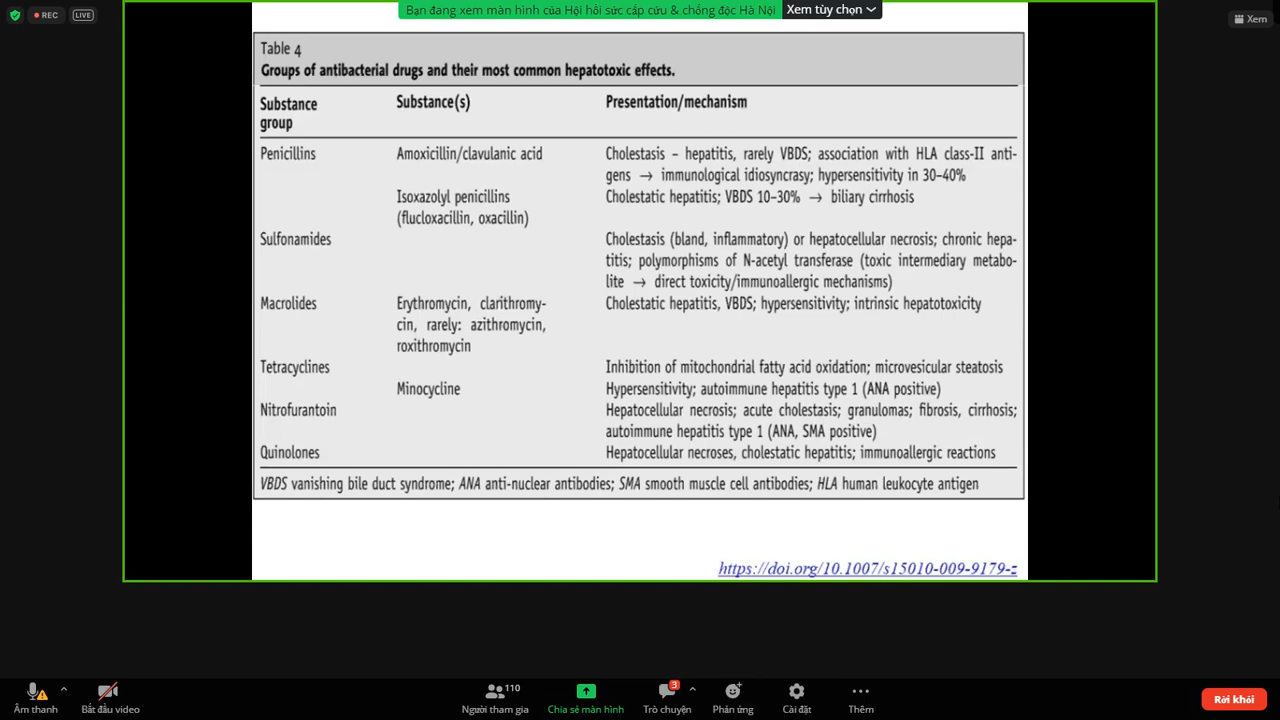 Bạn đang xem màn hình của Hội hồi sức cấp cứu & chống độc Hà Nội Xem tùy chọn
REC LIVE
Xem
Table 4
Groups of antibacterial drugs and their most common hepatotoxic effects.
Substance Substance(s) Presentation/mechanism
group
Penicillins Amoxicillin/clavulanic acid Cholestasis – hepatitis, rarely VBDS; association with HLA class-II anti-
gens → immunological idiosyncrasy; hypersensitivity in 30–40%
Isoxazolyl penicillins Cholestatic hepatitis; VBDS 10–30% → biliary cirrhosis
(flucloxacillin, oxacillin)
Sulfonamides Cholestasis (bland, inflammatory) or hepatocellular necrosis; chronic hepa-
titis; polymorphisms of N-acetyl transferase (toxic intermediary metabo-
lite → direct toxicity/immunoallergic mechanisms)
Macrolides Erythromycin, clarithromy- Cholestatic hepatitis, VBDS; hypersensitivity; intrinsic hepatotoxicity
cin, rarely: azithromycin,
roxithromycin
Tetracyclines Inhibition of mitochondrial fatty acid oxidation; microvesicular steatosis
Minocycline Hypersensitivity; autoimmune hepatitis type 1 (ANA positive)
Nitrofurantoin Hepatocellular necrosis; acute cholestasis; granulomas; fibrosis, cirrhosis;
autoimmune hepatitis type 1 (ANA, SMA positive)
Quinolones Hepatocellular necroses, cholestatic hepatitis; immunoallergic reactions
VBDS vanishing bile duct syndrome; ANA anti-nuclear antibodies; SMA smooth muscle cell antibodies; HLA human leukocyte antigen
https://doi.org/10.1007/s15010-009-9179-z
110 3
Âm thanh Bắt đầu video Người tham gia Chia sẻ màn hình Trò chuyện Phản ứng Cài đặt Thêm Rời khỏi